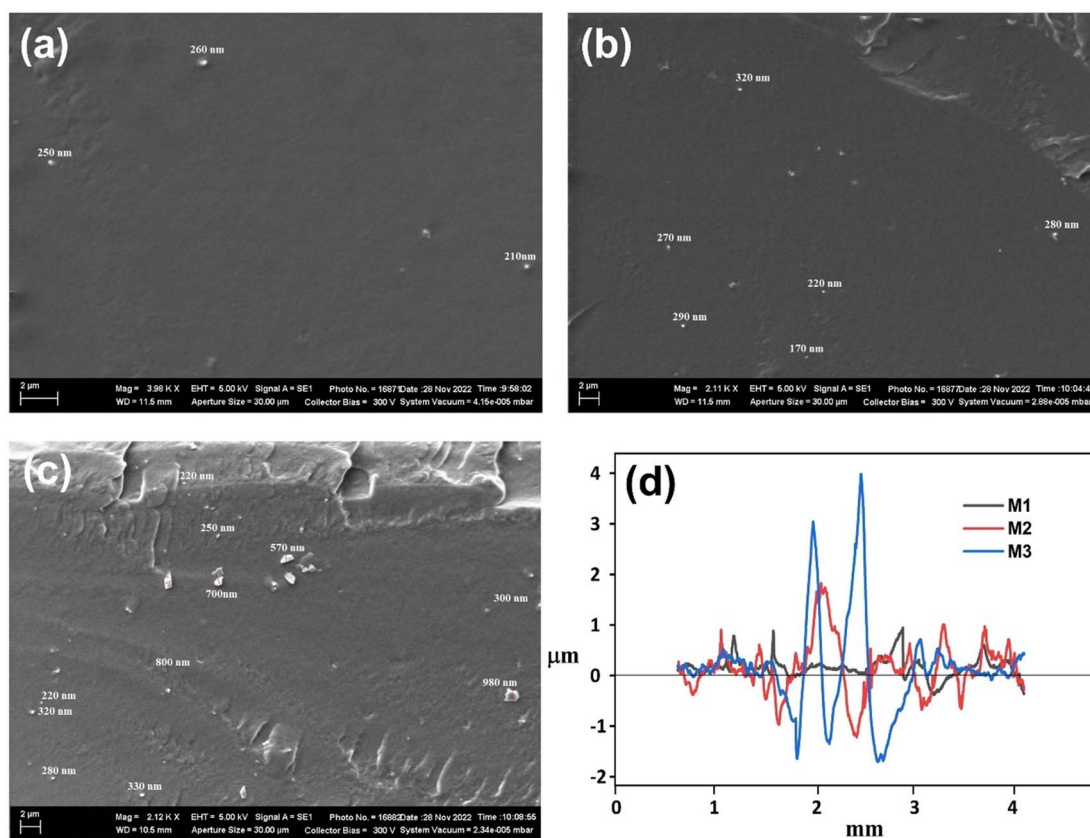 (a)
260 nm
250 nm
210nm
2 µm
Mag = 3.98 K X EHT = 5.00 kV Signal A = SE1 Photo No. = 16871 Date :28 Nov 2022 Time :9:58:02
WD = 11.5 mm Aperture Size = 30.00 µm Collector Bias = 300 V System Vacuum = 4.16e-005 mbar
(b)
320 nm
280 nm
270 nm
220 nm
290 nm
170 nm
2 µm
Mag = 2.11 K X EHT = 5.00 kV Signal A = SE1 Photo No. = 16877 Date :28 Nov 2022 Time :10:04:4
WD = 11.5 mm Aperture Size = 30.00 µm Collector Bias = 300 V System Vacuum = 2.88e-005 mbar
(c)
220 nm
250 nm
570 nm
700nm
300 nm
800 nm
980 nm
220 nm
320 nm
280 nm
330 nm
2 µm
Mag = 2.12 K X EHT = 5.00 kV Signal A = SE1 Photo No. = 16882 Date :28 Nov 2022 Time :10:08:55
WD = 10.5 mm Aperture Size = 30.00 µm Collector Bias = 300 V System Vacuum = 2.34e-005 mbar
(d)
M1
M2
M3
4
3
2
1
0
-1
-2
µm
0 1 2 3 4
mm